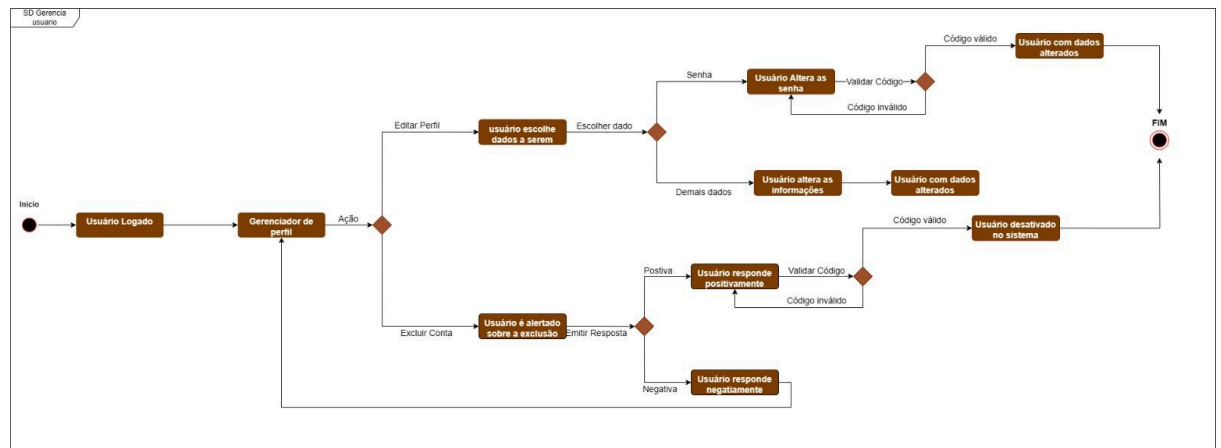 SD Gerencia
usuario
Código válido
Usuário com dados
alterados
Senha
Usuário Altera as
senha
Validar Código
Código inválido
FIM
Editar Perfil
usuário escolhe
dados a serem
Escolher dado
Demais dados
Usuário altera as
informações
Usuário com dados
alterados
Inicio
Usuário Logado
Gerenciador de
perfil
Ação
Código válido
Usuário desativado
no sistema
Postiva
Usuário responde
positivamente
Validar Código
Código inválido
Excluir Conta
Usuário é alertado
sobre a exclusão
Emitir Resposta
Negativa
Usuário responde
negatiamente